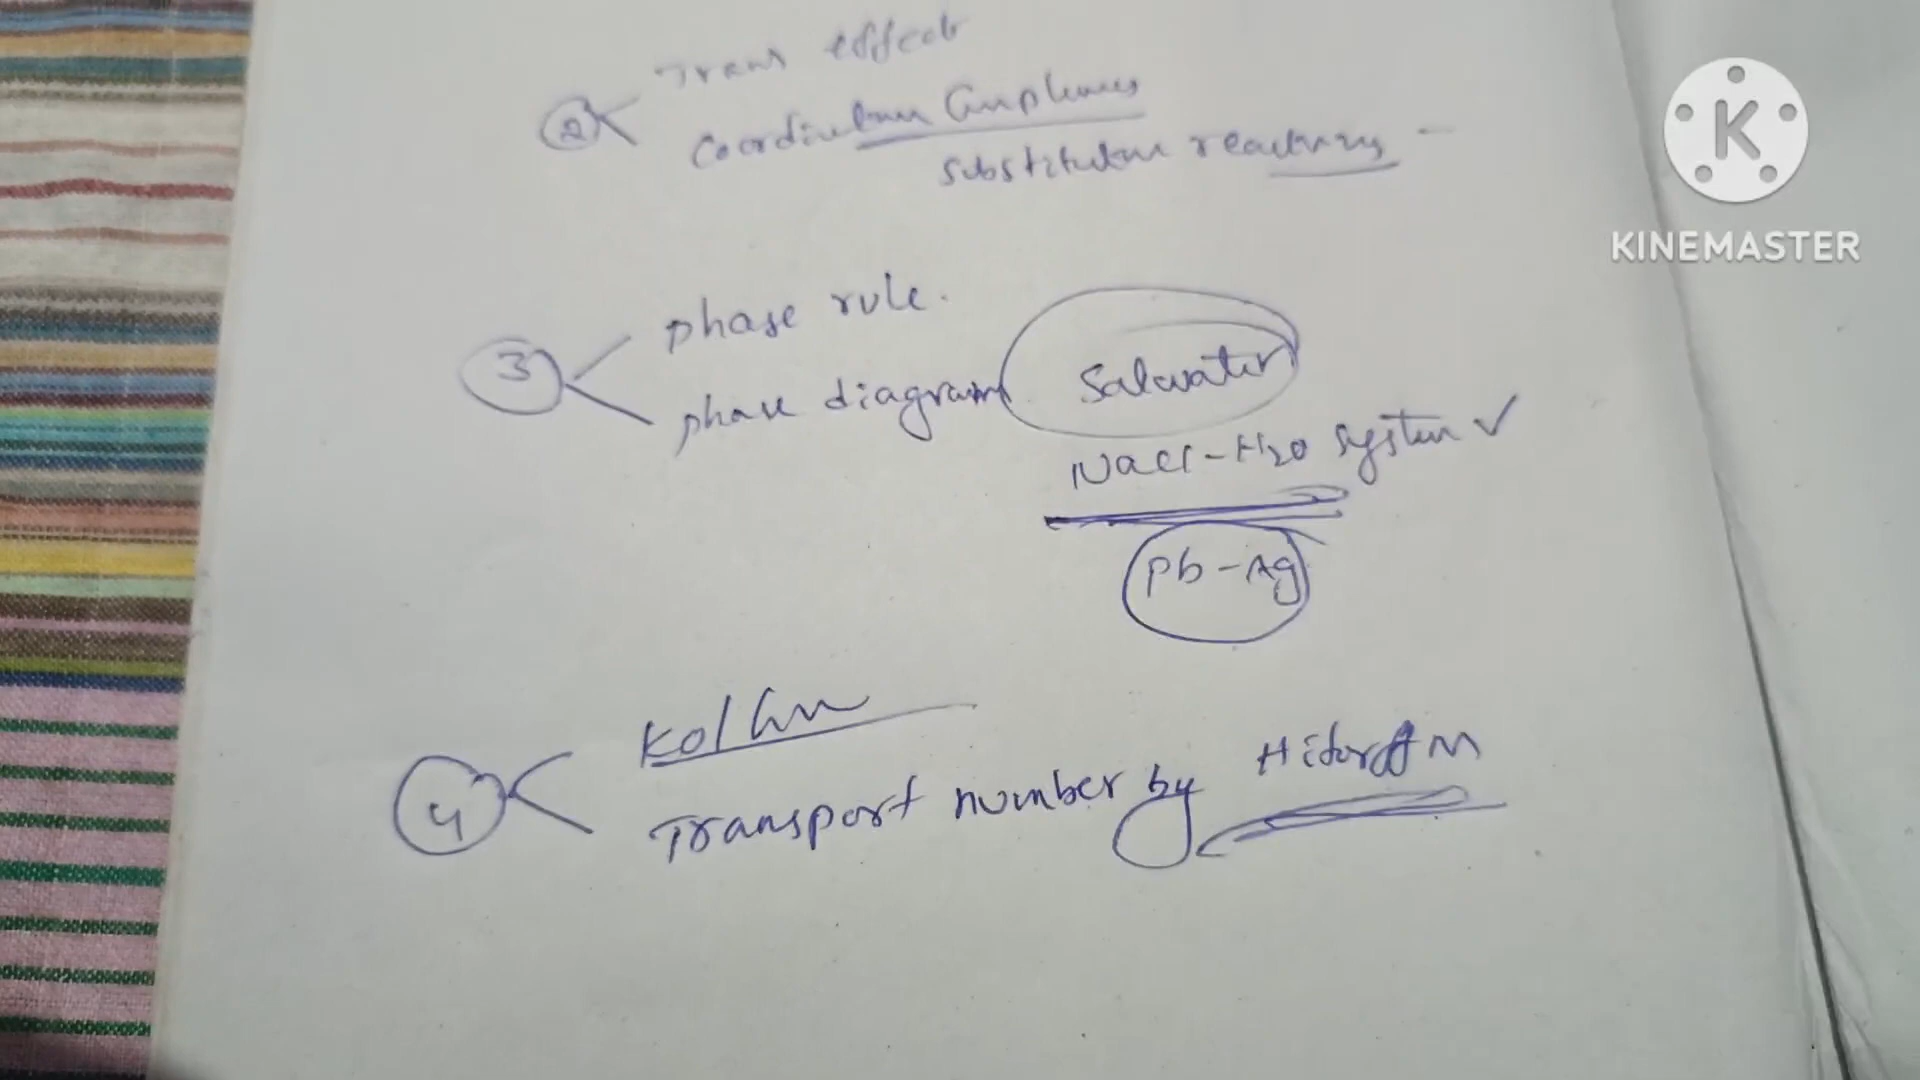 2 Trans effect
Coordination Complexes
substitution reactions -
3 phase rule.
phase diagram Saltwater
NaCl-H2O system ✓
Pb-Ag
4
Transport number by Hittorf M
K
KINEMASTER